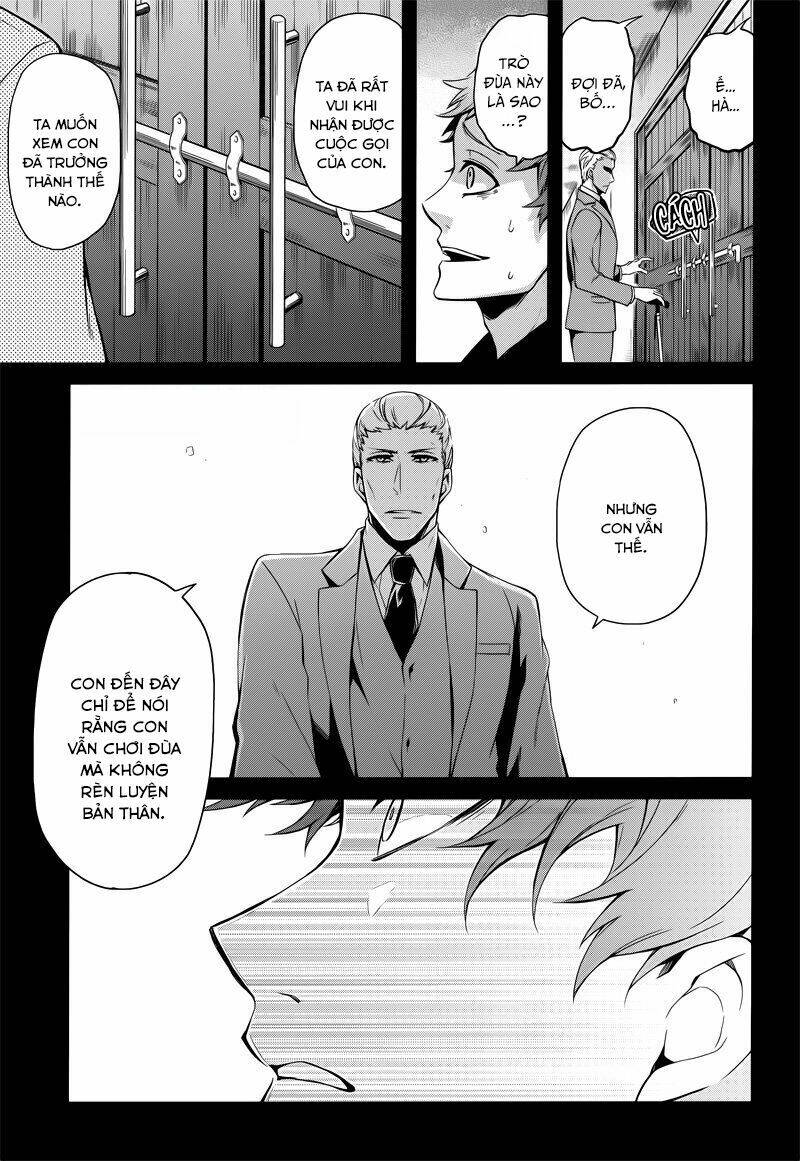 Ể...
HÀ...
ĐỢI ĐÃ,
BỐ...
CÁCH
TRÒ
ĐÙA NÀY
LÀ SAO
...?
TA ĐÃ RẤT
VUI KHI
NHẬN ĐƯỢC
CUỘC GỌI
CỦA CON.
TA MUỐN
XEM CON
ĐÃ TRƯỞNG
THÀNH THẾ
NÀO.
NHƯNG
CON VẪN
THẾ.
CON ĐẾN ĐÂY
CHỈ ĐỂ NÓI
RẰNG CON
VẪN CHƠI ĐÙA
MÀ KHÔNG
RÈN LUYỆN
BẢN THÂN.